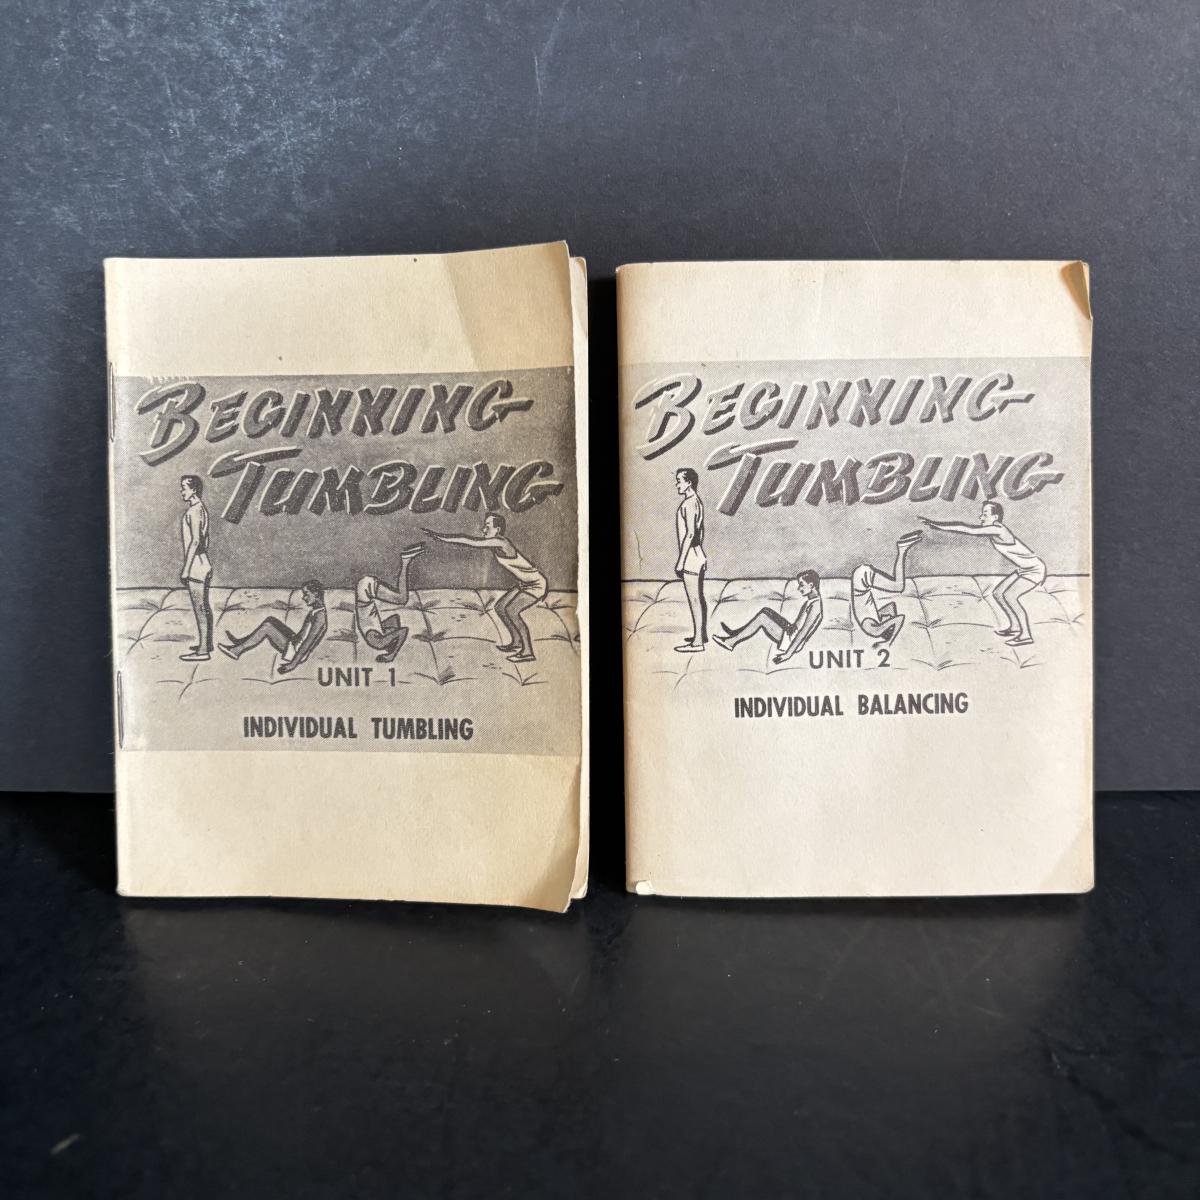 BEGINNING
TUMBLING
UNIT 1
INDIVIDUAL TUMBLING
BEGINNING
TUMBLING
UNIT 2
INDIVIDUAL BALANCING